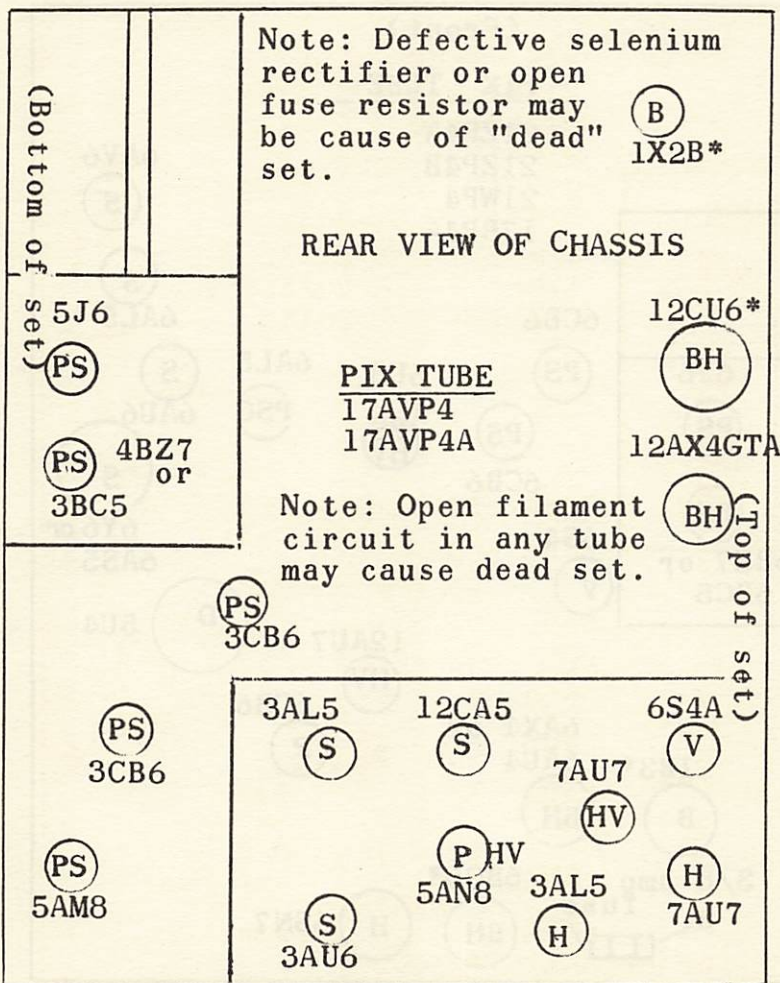 Note: Defective selenium
rectifier or open
fuse resistor may
be cause of "dead"
set.
B
1X2B*
(Bottom of set)
REAR VIEW OF CHASSIS
5J6
PS
12CU6*
BH
PIX TUBE
17AVP4
17AVP4A
PS
4BZ7
or
3BC5
12AX4GTA
BH
(Top of set)
Note: Open filament
circuit in any tube
may cause dead set.
PS
3CB6
PS
3CB6
3AL5
S
12CA5
S
6S4A
V
7AU7
HV
PS
5AM8
P HV
5AN8
H
7AU7
S
3AU6
3AL5
H